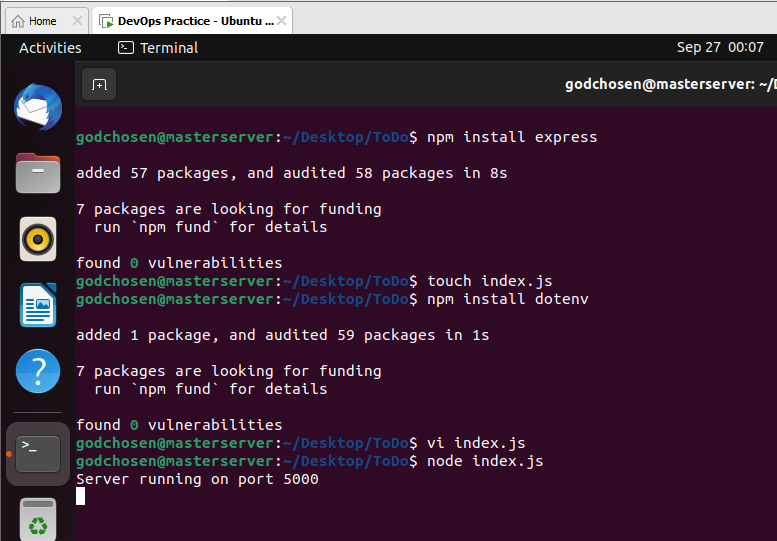 Home
DevOps Practice - Ubuntu ...
Activities
Terminal
Sep 27 00:07
godchosen@masterserver: ~/D
godchosen@masterserver:~/Desktop/ToDo$ npm install express
added 57 packages, and audited 58 packages in 8s
7 packages are looking for funding
run `npm fund` for details
found 0 vulnerabilities
godchosen@masterserver:~/Desktop/ToDo$ touch index.js
godchosen@masterserver:~/Desktop/ToDo$ npm install dotenv
added 1 package, and audited 59 packages in 1s
7 packages are looking for funding
run `npm fund` for details
found 0 vulnerabilities
godchosen@masterserver:~/Desktop/ToDo$ vi index.js
godchosen@masterserver:~/Desktop/ToDo$ node index.js
Server running on port 5000